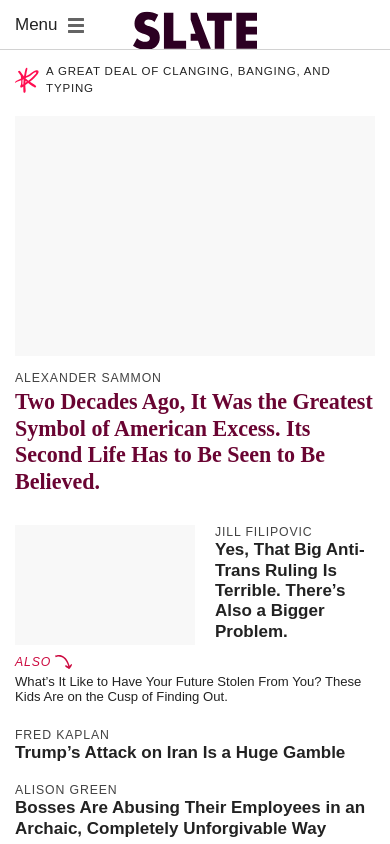 Menu
SLATE
A GREAT DEAL OF CLANGING, BANGING, AND
TYPING
ALEXANDER SAMMON
Two Decades Ago, It Was the Greatest
Symbol of American Excess. Its
Second Life Has to Be Seen to Be
Believed.
JILL FILIPOVIC
Yes, That Big Anti-
Trans Ruling Is
Terrible. There’s
Also a Bigger
Problem.
ALSO
What’s It Like to Have Your Future Stolen From You? These
Kids Are on the Cusp of Finding Out.
FRED KAPLAN
Trump’s Attack on Iran Is a Huge Gamble
ALISON GREEN
Bosses Are Abusing Their Employees in an
Archaic, Completely Unforgivable Way